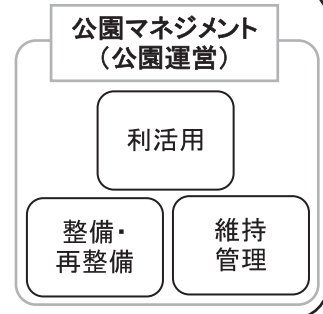 公園マネジメント
（公園運営）
利活用
整備・
再整備
維持
管理